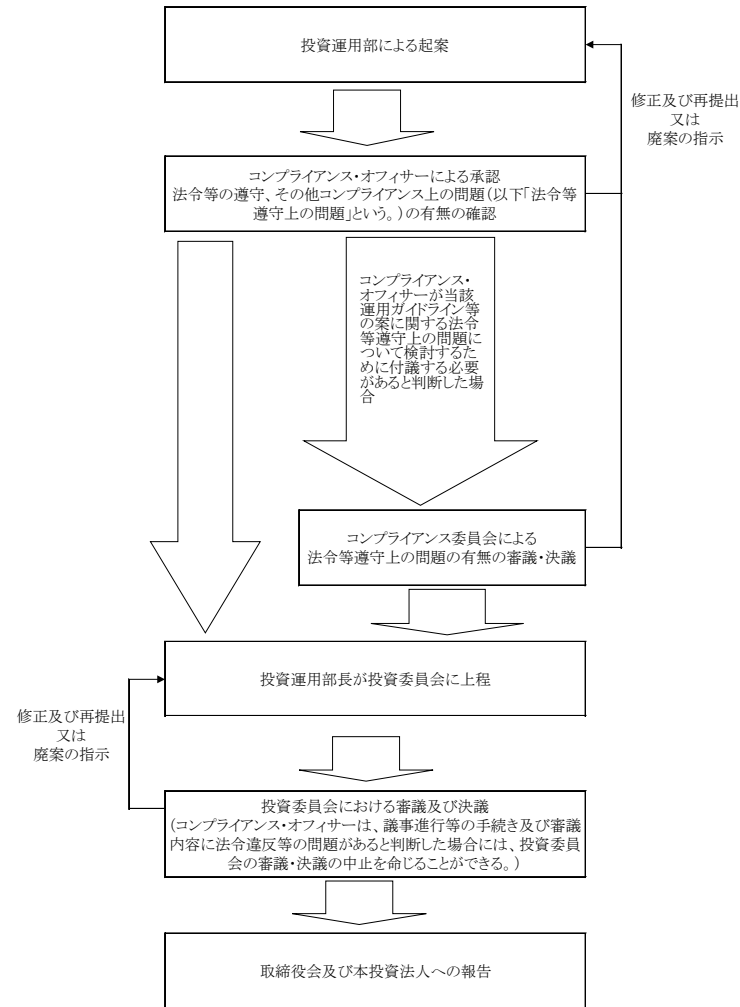 投資運用部による起案
修正及び再提出
又は
廃案の指示
コンプライアンス・オフィサーによる承認
法令等の遵守、その他コンプライアンス上の問題(以下「法令等
遵守上の問題」という。)の有無の確認
コンプライアンス・
オフィサーが当該
運用ガイドライン等
の案に関する法令
等遵守上の問題に
ついて検討するた
めに付議する必要
があると判断した場
合
コンプライアンス委員会による
法令等遵守上の問題の有無の審議・決議
投資運用部長が投資委員会に上程
修正及び再提出
又は
廃案の指示
投資委員会における審議及び決議
(コンプライアンス・オフィサーは、議事進行等の手続き及び審議
内容に法令違反等の問題があると判断した場合には、投資委員
会の審議・決議の中止を命じることができる。)
取締役会及び本投資法人への報告